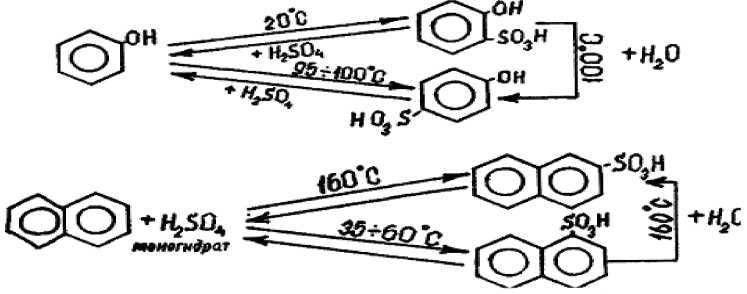 OH
20°C
+ H₂SO₄
OH
SO₃H
95÷100°C
+ H₂SO₄
OH
HO₃S
100°C
+ H₂O
+ H₂SO₄
моногидрат
160°C
SO₃H
35÷60°C
SO₃H
160°C
+ H₂O